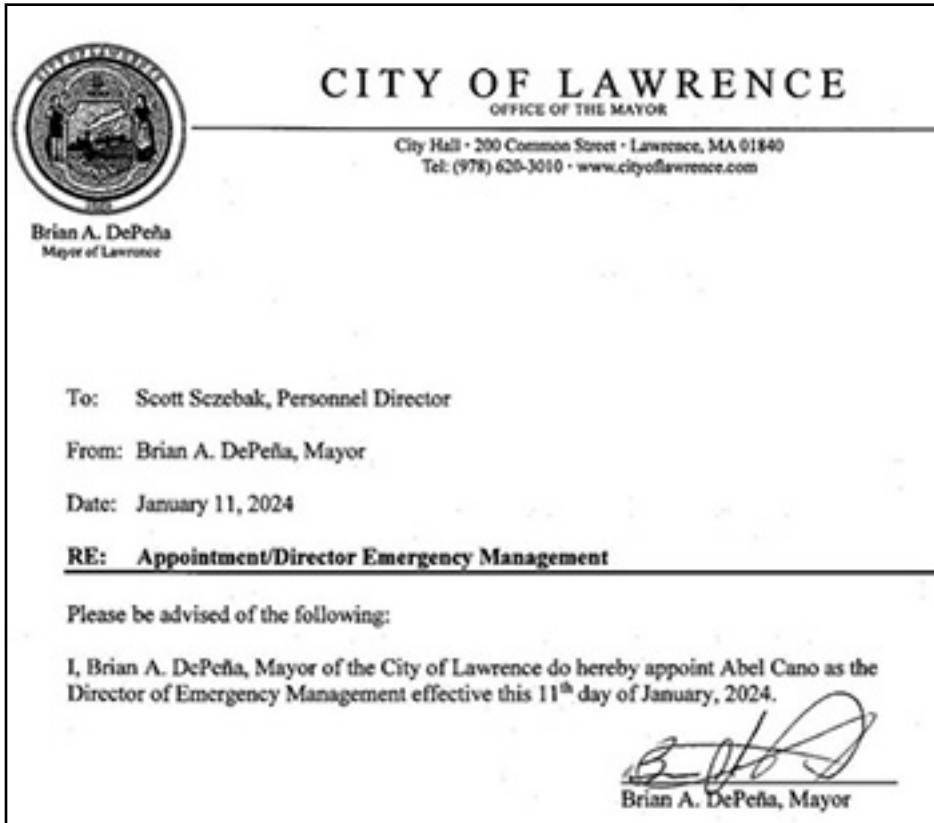 CITY OF LAWRENCE
CITY OF LAWRENCE
OFFICE OF THE MAYOR
City Hall · 200 Common Street · Lawrence, MA 01840
Tel: (978) 620-3010 · www.cityoflawrence.com
Brian A. DePeña
Mayor of Lawrence
To: Scott Sczebak, Personnel Director
From: Brian A. DePeña, Mayor
Date: January 11, 2024
RE: Appointment/Director Emergency Management
Please be advised of the following:
I, Brian A. DePeña, Mayor of the City of Lawrence do hereby appoint Abel Cano as the
Director of Emergency Management effective this 11th day of January, 2024.
Brian A. DePeña, Mayor